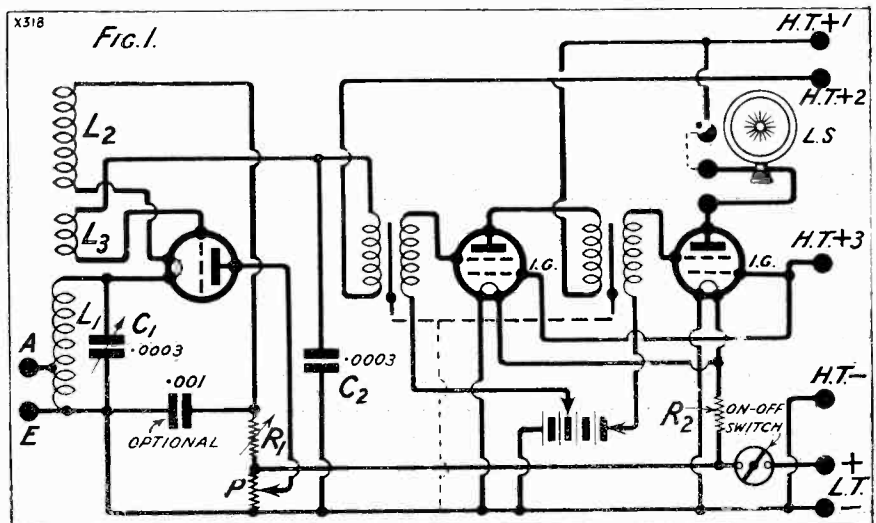 X318
FIG. 1.
H.T.+1
H.T.+2
L.S
L2
L3
I.G.
I.G.
H.T.+3
L1
C1
.0003
A
E
.001
OPTIONAL
R1
P
.0003
C2
R2
ON-OFF
SWITCH
H.T.-
+
L.T.
-